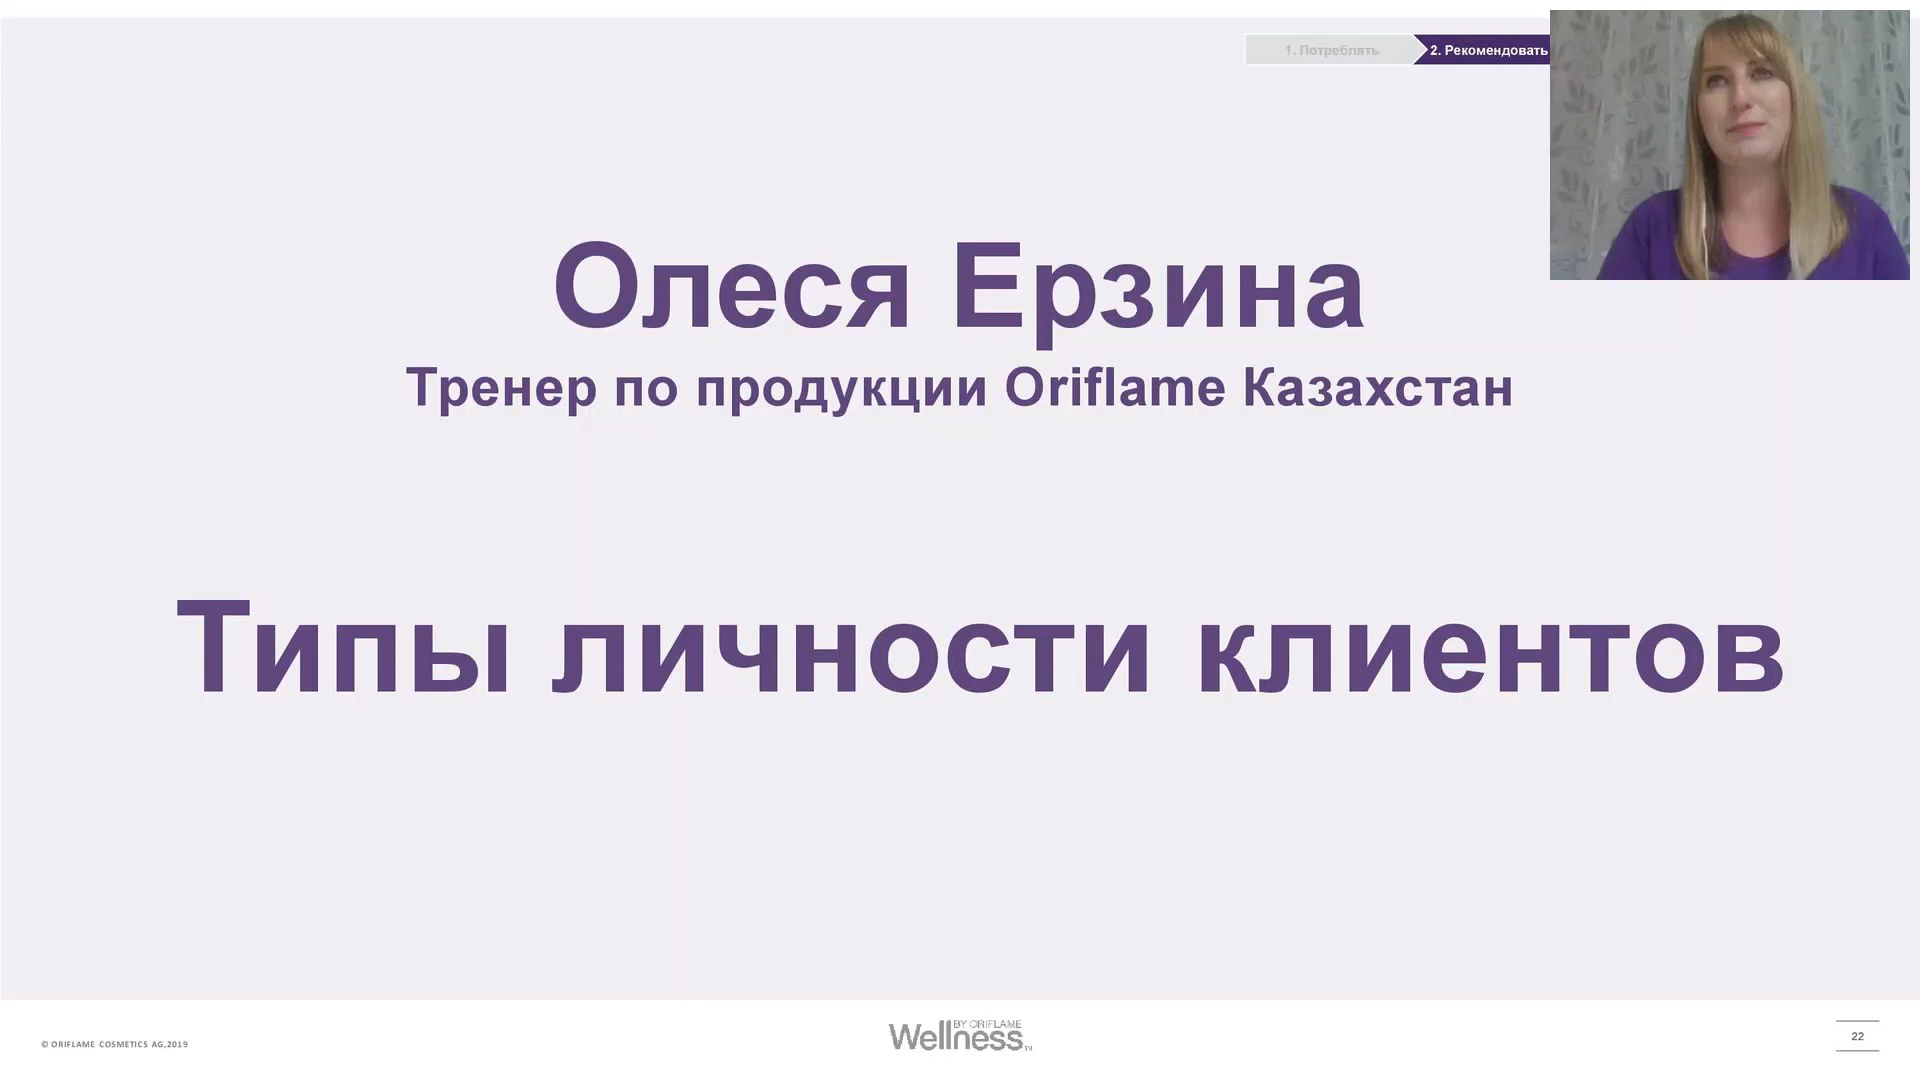 1. Потреблять
2. Рекомендовать
Олеся Ерзина
Тренер по продукции Oriflame Казахстан
Типы личности клиентов
© ORIFLAME COSMETICS AG,2019
BY ORIFLAME
Wellness™
22